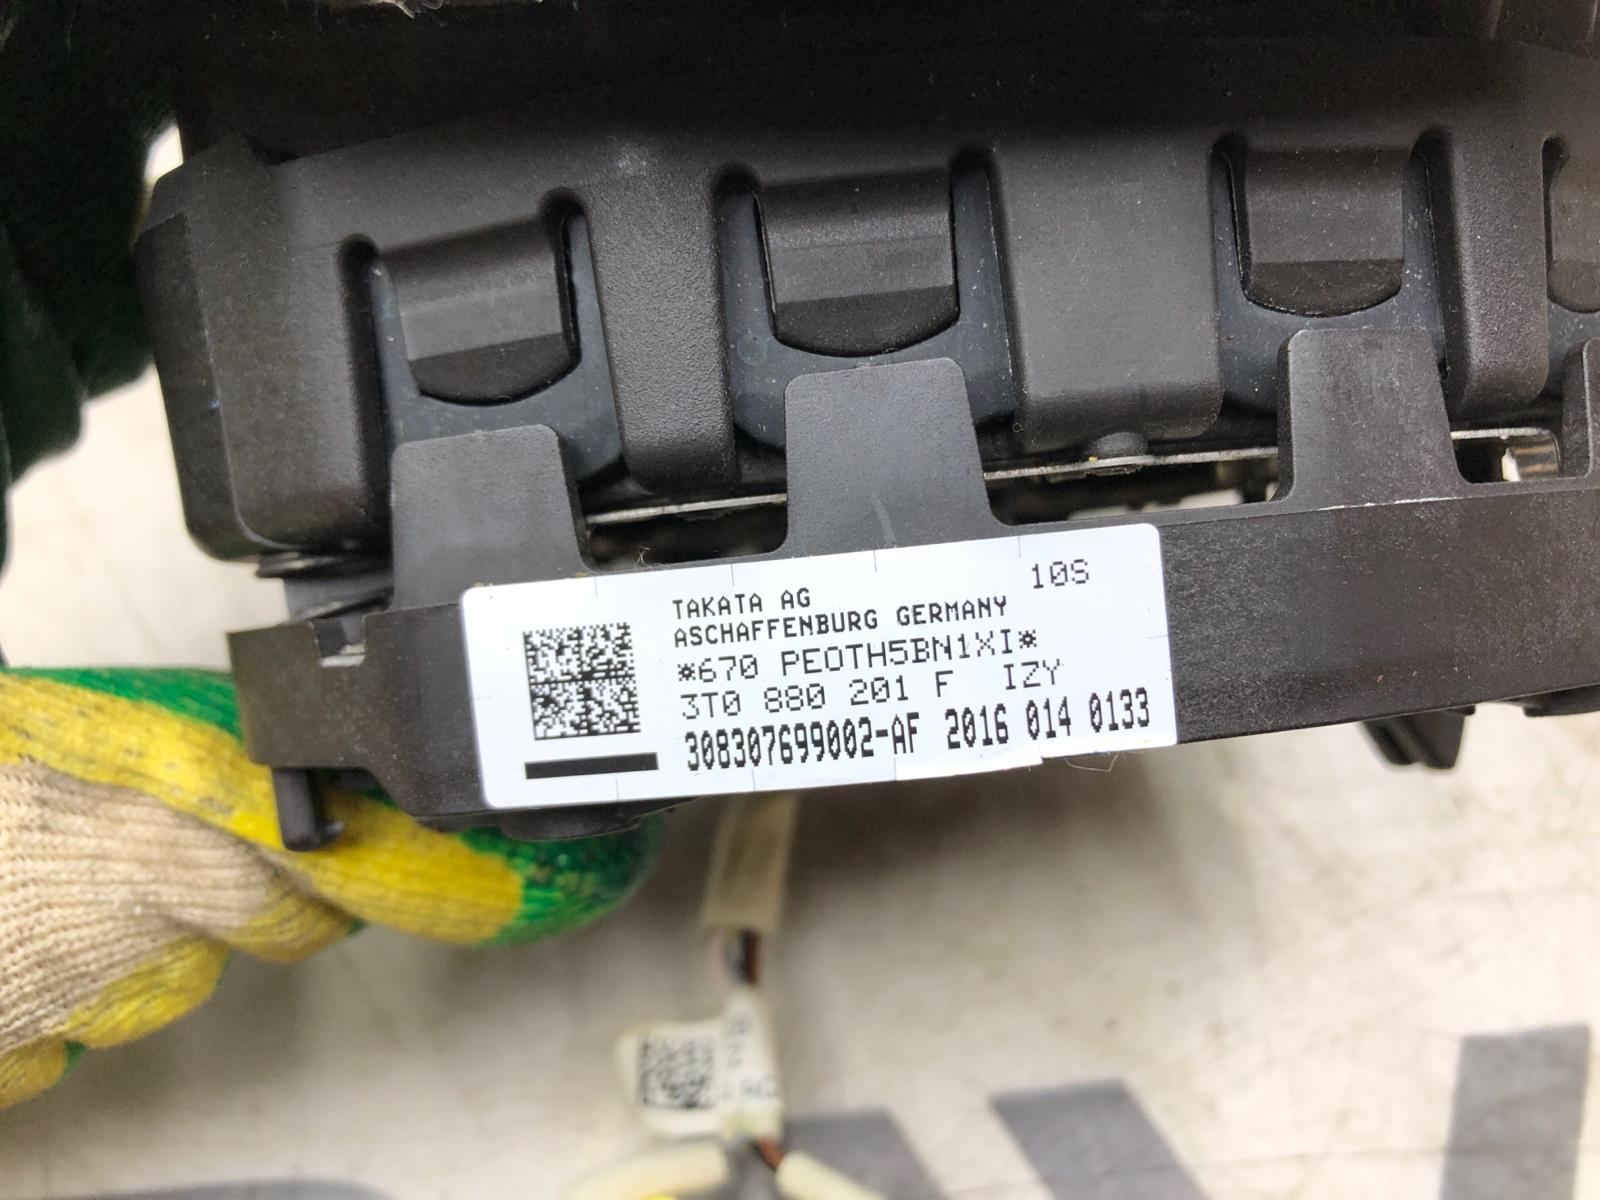 10S
TAKATA AG
ASCHAFFENBURG GERMANY
*670 PEOTH5BN1XI*
3T0 880 201 F IZY
308307699002-AF 2016 014 0133